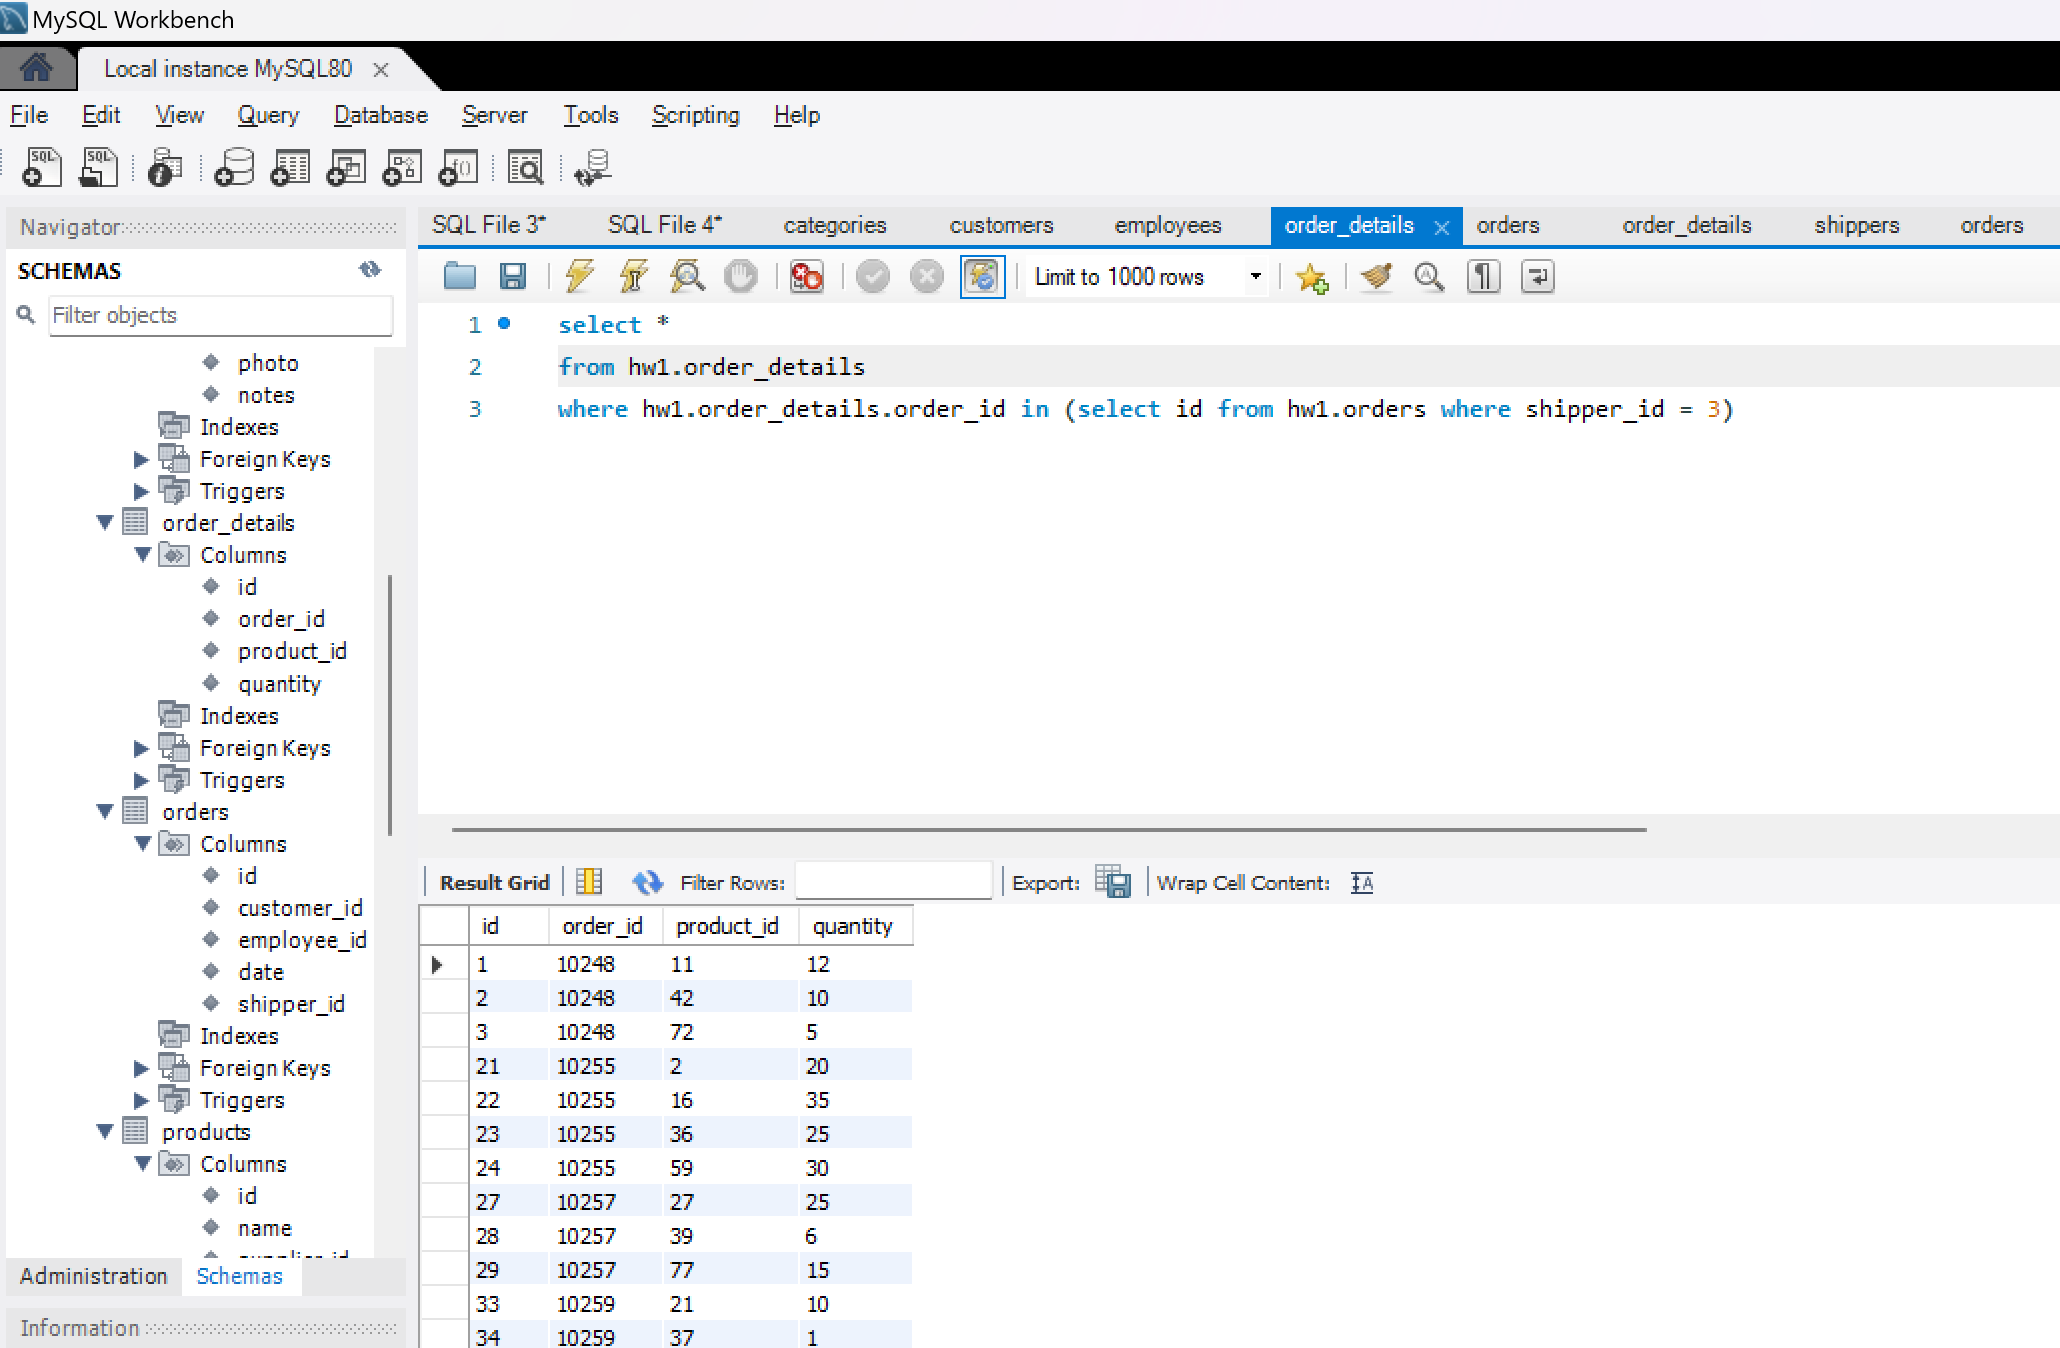 MySQL Workbench
Local instance MySQL80
File Edit View Query Database Server Tools Scripting Help
Navigator
SCHEMAS
Filter objects
photo
notes
Indexes
Foreign Keys
Triggers
order_details
Columns
id
order_id
product_id
quantity
Indexes
Foreign Keys
Triggers
orders
Columns
id
customer_id
employee_id
date
shipper_id
Indexes
Foreign Keys
Triggers
products
Columns
id
name
Administration Schemas
Information
SQL File 3* SQL File 4* categories customers employees order_details orders order_details shippers orders
Limit to 1000 rows
1 select *
2 from hw1.order_details
3 where hw1.order_details.order_id in (select id from hw1.orders where shipper_id = 3)
Result Grid Filter Rows: Export: Wrap Cell Content:
id order_id product_id quantity
1 10248 11 12
2 10248 42 10
3 10248 72 5
21 10255 2 20
22 10255 16 35
23 10255 36 25
24 10255 59 30
27 10257 27 25
28 10257 39 6
29 10257 77 15
33 10259 21 10
34 10259 37 1